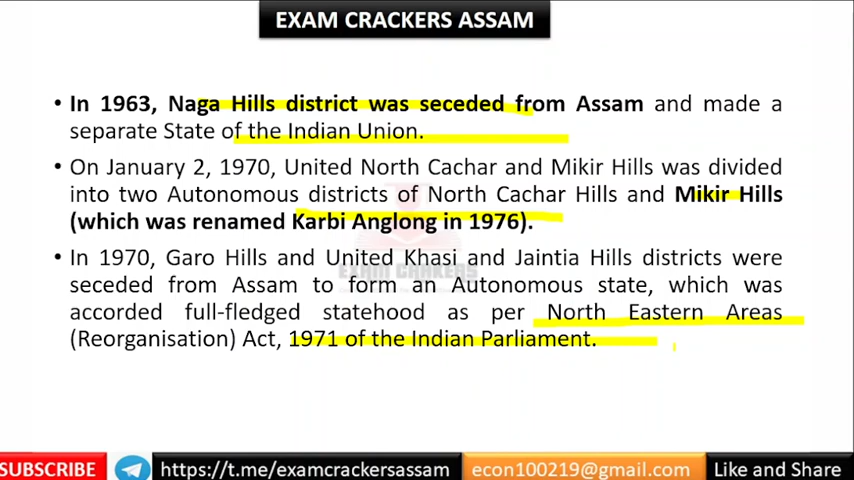 EXAM CRACKERS ASSAM
• In 1963, Naga Hills district was seceded from Assam and made a
separate State of the Indian Union.
• On January 2, 1970, United North Cachar and Mikir Hills was divided
into two Autonomous districts of North Cachar Hills and Mikir Hills
(which was renamed Karbi Anglong in 1976).
• In 1970, Garo Hills and United Khasi and Jaintia Hills districts were
seceded from Assam to form an Autonomous state, which was
accorded full-fledged statehood as per North Eastern Areas
(Reorganisation) Act, 1971 of the Indian Parliament.
EXAM CRAKERS
SUBSCRIBE https://t.me/examcrackersassam econ100219@gmail.com Like and Share